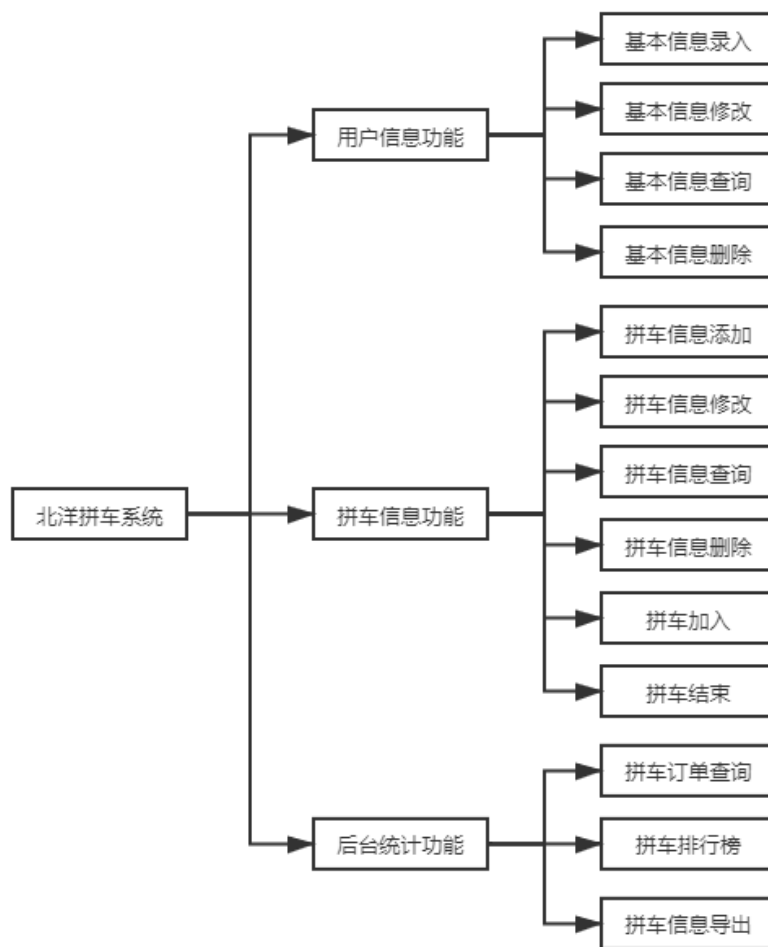 基本信息录入
基本信息修改
用户信息功能
基本信息查询
基本信息删除
拼车信息添加
拼车信息修改
拼车信息查询
北洋拼车系统
拼车信息功能
拼车信息删除
拼车加入
拼车结束
拼车订单查询
后台统计功能
拼车排行榜
拼车信息导出